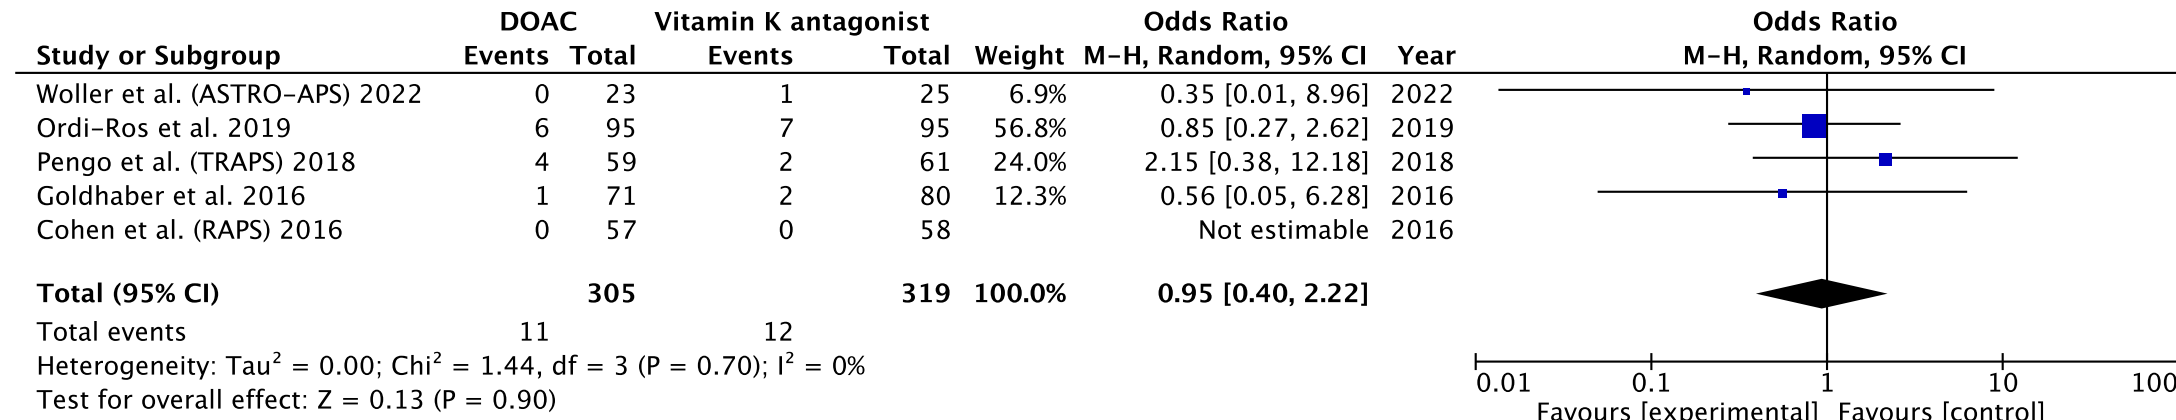 DOAC Vitamin K antagonist Odds Ratio Odds Ratio
Study or Subgroup Events Total Events Total Weight M-H, Random, 95% CI Year M-H, Random, 95% CI
Woller et al. (ASTRO-APS) 2022 0 23 1 25 6.9% 0.35 [0.01, 8.96] 2022
Ordi-Ros et al. 2019 6 95 7 95 56.8% 0.85 [0.27, 2.62] 2019
Pengo et al. (TRAPS) 2018 4 59 2 61 24.0% 2.15 [0.38, 12.18] 2018
Goldhaber et al. 2016 1 71 2 80 12.3% 0.56 [0.05, 6.28] 2016
Cohen et al. (RAPS) 2016 0 57 0 58 Not estimable 2016
Total (95% CI) 305 319 100.0% 0.95 [0.40, 2.22]
Total events 11 12
Heterogeneity: Tau² = 0.00; Chi² = 1.44, df = 3 (P = 0.70); I² = 0%
Test for overall effect: Z = 0.13 (P = 0.90)
0.01 0.1 1 10 100
Favours [experimental] Favours [control]